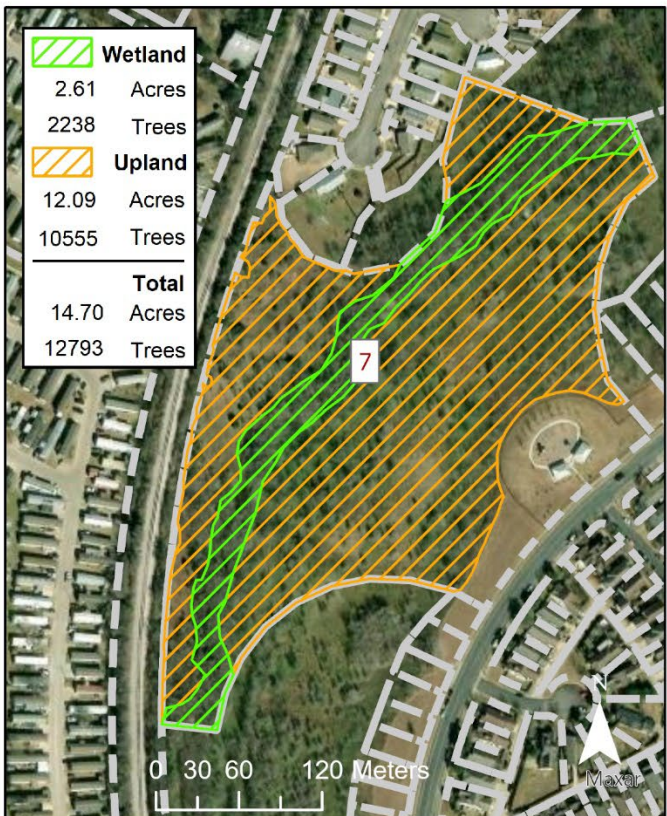 Wetland
2.61 Acres
2238 Trees
Upland
12.09 Acres
10555 Trees
Total
14.70 Acres
12793 Trees
7
N
0 30 60 120 Meters
Maxar